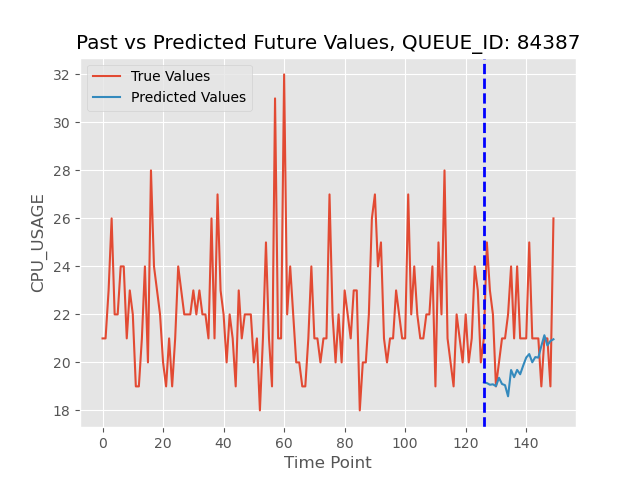 Past vs Predicted Future Values, QUEUE_ID: 84387
True Values
Predicted Values
CPU_USAGE
32
30
28
26
24
22
20
18
0 20 40 60 80 100 120 140
Time Point